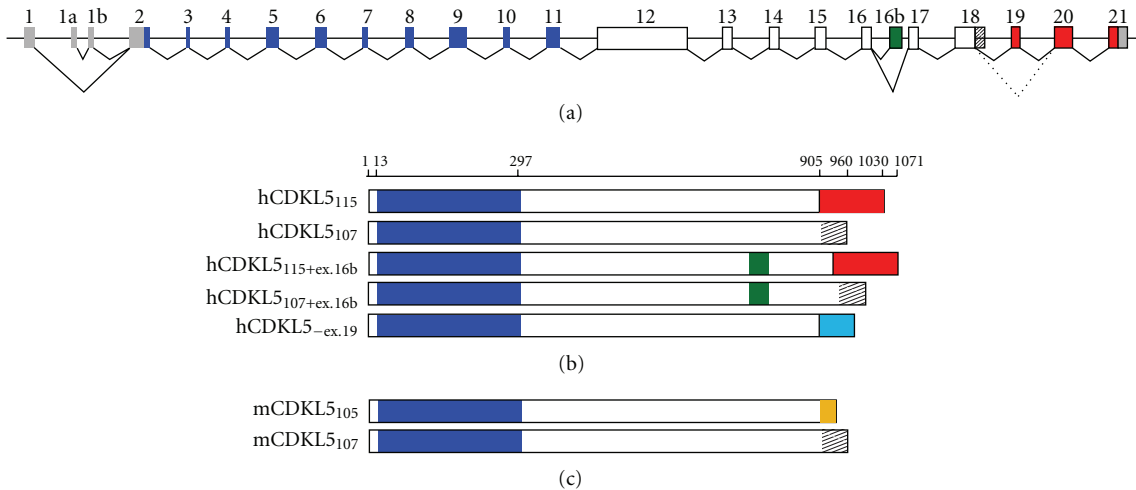 1 1a 1b 2 3 4 5 6 7 8 9 10 11 12 13 14 15 16 16b 17 18 19 20 21
(a)
1 13 297 905 960 1030 1071
hCDKL5115
hCDKL5107
hCDKL5115+ex.16b
hCDKL5107+ex.16b
hCDKL5−ex.19
(b)
mCDKL5105
mCDKL5107
(c)